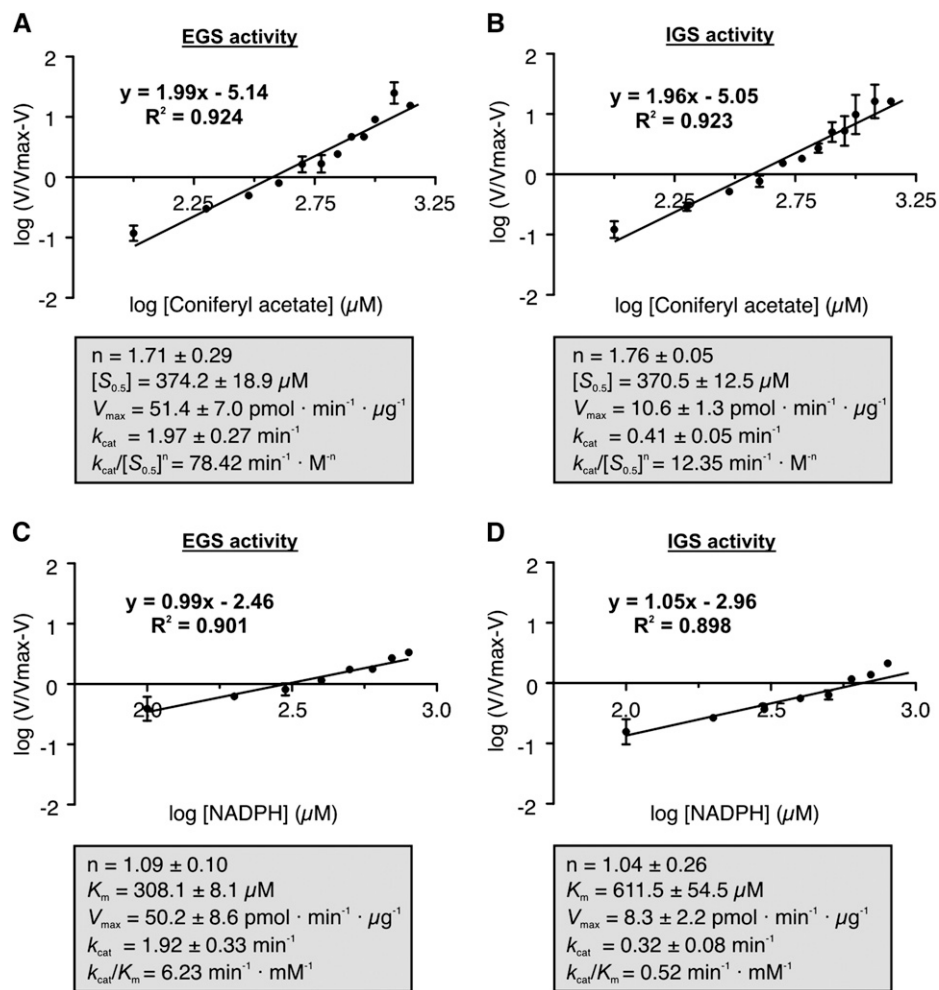 A
EGS activity
y = 1.99x - 5.14
R² = 0.924
log (V/Vmax-V)
2
1
0
-1
-2
2.25 2.75 3.25
log [Coniferyl acetate] (µM)
n = 1.71 ± 0.29
[S0.5] = 374.2 ± 18.9 µM
Vmax = 51.4 ± 7.0 pmol · min⁻¹ · µg⁻¹
kcat = 1.97 ± 0.27 min⁻¹
kcat/[S0.5]ⁿ = 78.42 min⁻¹ · M⁻ⁿ
B
IGS activity
y = 1.96x - 5.05
R² = 0.923
log (V/Vmax-V)
2
1
0
-1
-2
2.25 2.75 3.25
log [Coniferyl acetate] (µM)
n = 1.76 ± 0.05
[S0.5] = 370.5 ± 12.5 µM
Vmax = 10.6 ± 1.3 pmol · min⁻¹ · µg⁻¹
kcat = 0.41 ± 0.05 min⁻¹
kcat/[S0.5]ⁿ = 12.35 min⁻¹ · M⁻ⁿ
C
EGS activity
y = 0.99x - 2.46
R² = 0.901
log (V/Vmax-V)
2
1
0
-1
-2
2.0 2.5 3.0
log [NADPH] (µM)
n = 1.09 ± 0.10
Km = 308.1 ± 8.1 µM
Vmax = 50.2 ± 8.6 pmol · min⁻¹ · µg⁻¹
kcat = 1.92 ± 0.33 min⁻¹
kcat/Km = 6.23 min⁻¹ · mM⁻¹
D
IGS activity
y = 1.05x - 2.96
R² = 0.898
log (V/Vmax-V)
2
1
0
-1
-2
2.0 2.5 3.0
log [NADPH] (µM)
n = 1.04 ± 0.26
Km = 611.5 ± 54.5 µM
Vmax = 8.3 ± 2.2 pmol · min⁻¹ · µg⁻¹
kcat = 0.32 ± 0.08 min⁻¹
kcat/Km = 0.52 min⁻¹ · mM⁻¹